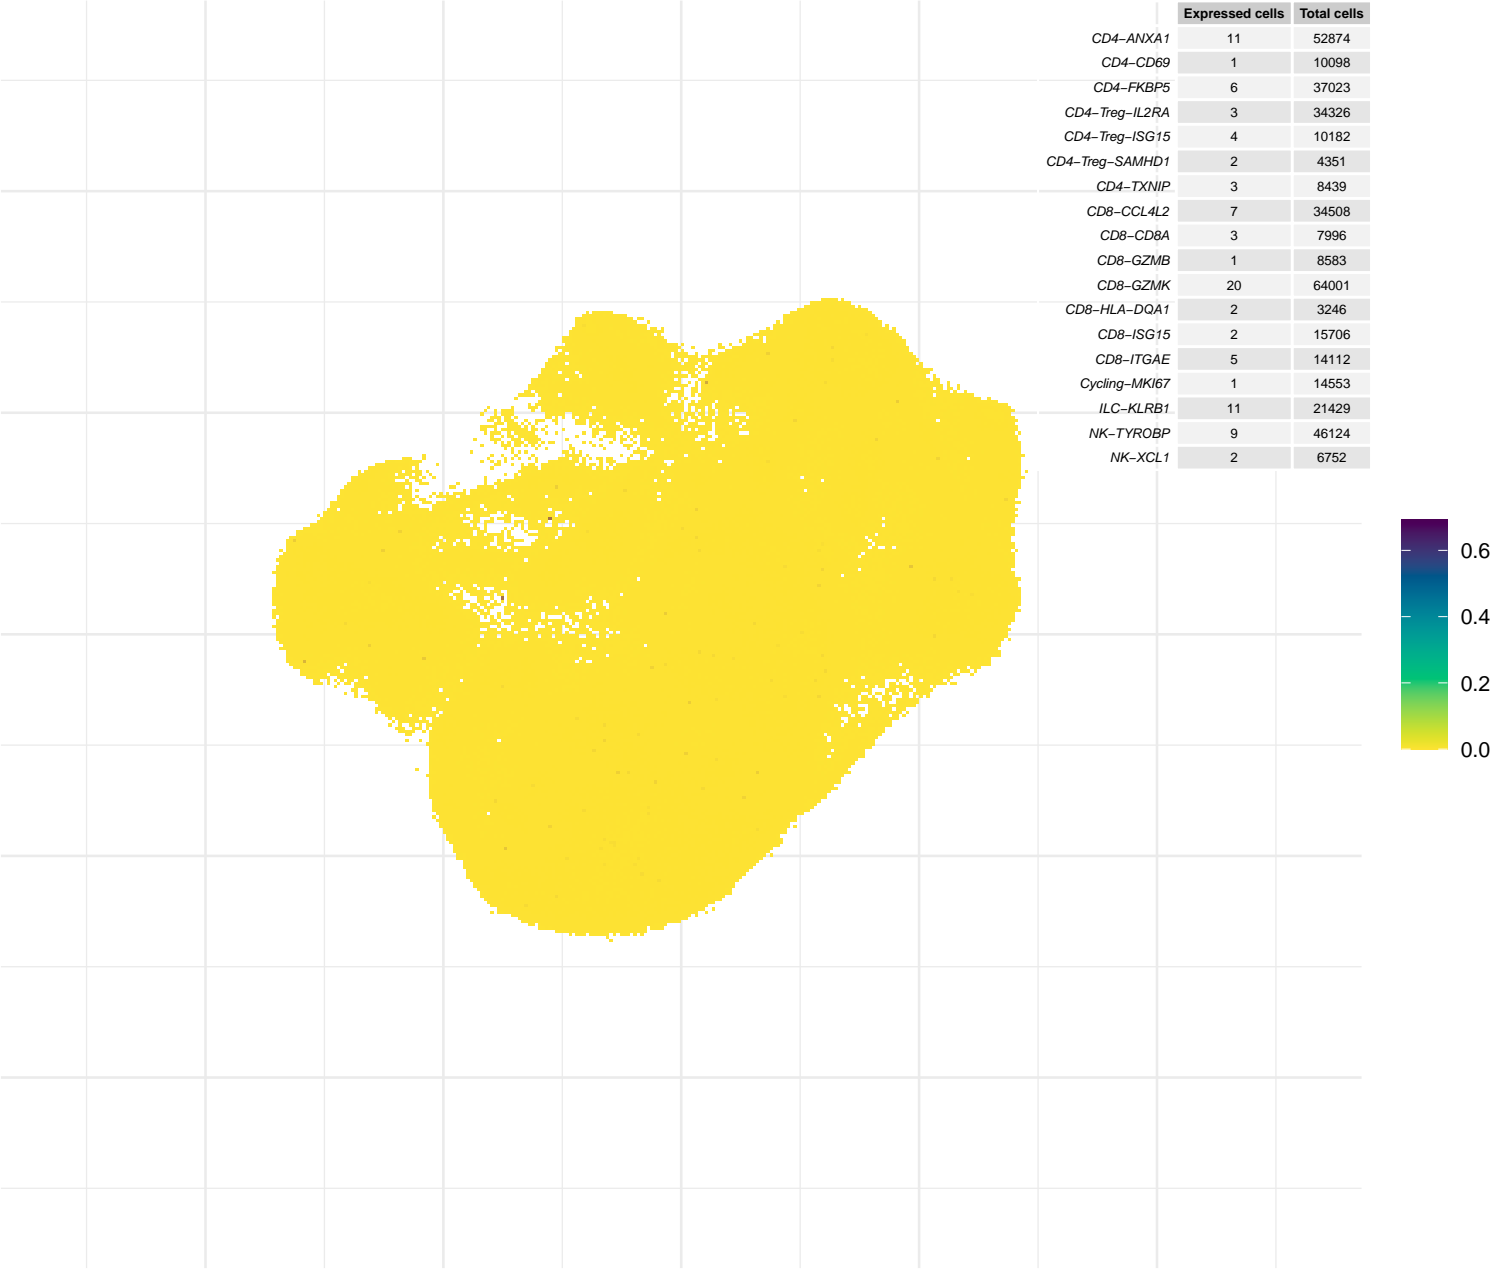 Expressed cells Total cells
CD4−ANXA1 11 52874
CD4−CD69 1 10098
CD4−FKBP5 6 37023
CD4−Treg−IL2RA 3 34326
CD4−Treg−ISG15 4 10182
CD4−Treg−SAMHD1 2 4351
CD4−TXNIP 3 8439
CD8−CCL4L2 7 34508
CD8−CD8A 3 7996
CD8−GZMB 1 8583
CD8−GZMK 20 64001
CD8−HLA−DQA1 2 3246
CD8−ISG15 2 15706
CD8−ITGAE 5 14112
Cycling−MKI67 1 14553
ILC−KLRB1 11 21429
NK−TYROBP 9 46124
NK−XCL1 2 6752
0.6
0.4
0.2
0.0